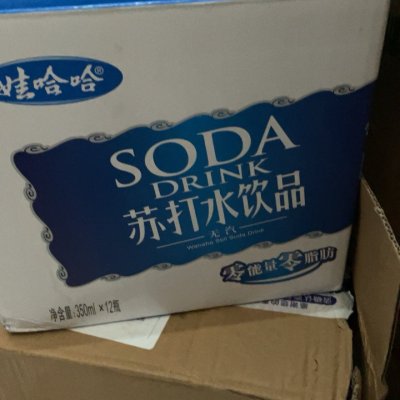 娃哈哈®
SODA
DRINK
苏打水饮品
无汽
零能量零脂肪
净含量:350ml×12瓶